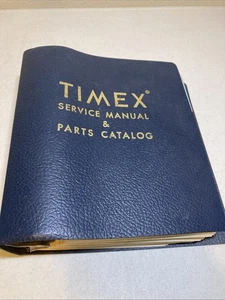 TIMEX®
SERVICE MANUAL
&
PARTS CATALOG